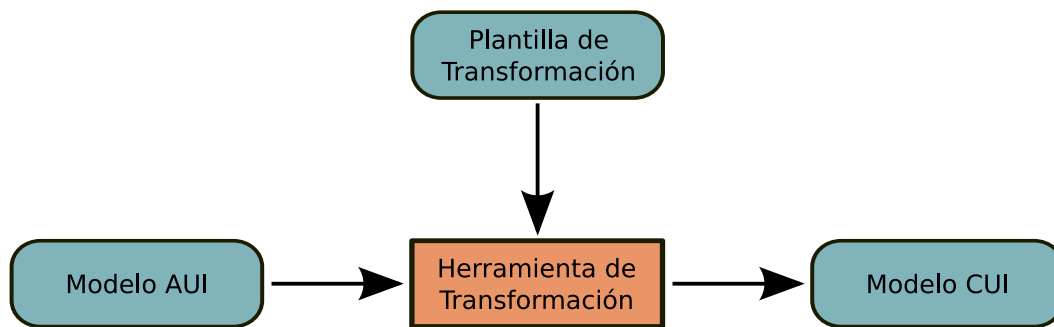 Plantilla de
Transformación
Modelo AUI
Herramienta de
Transformación
Modelo CUI